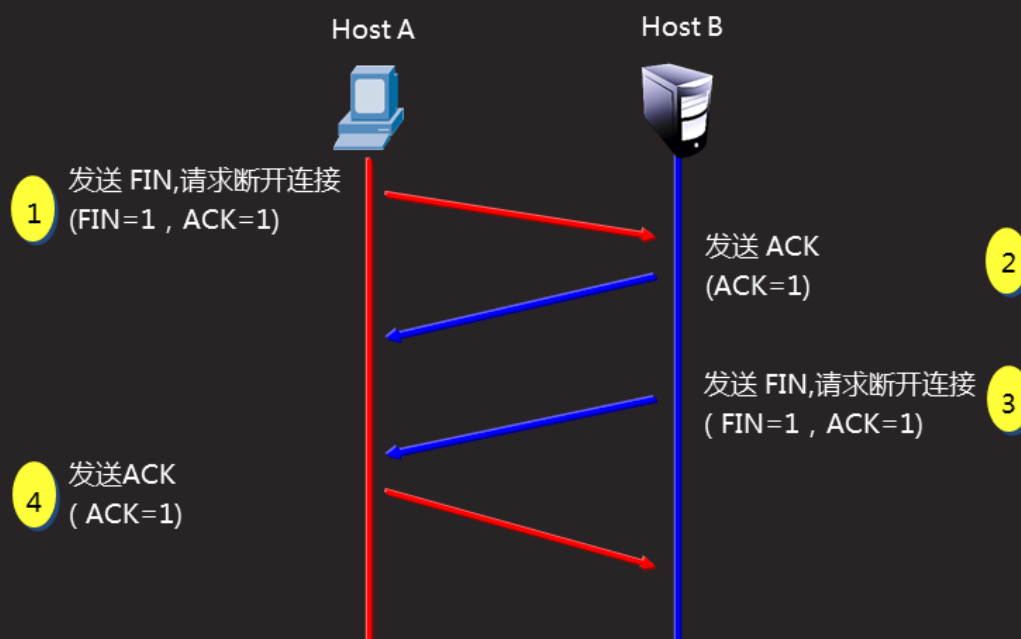 Host A
Host B
1
发送 FIN,请求断开连接
(FIN=1 , ACK=1)
发送 ACK
(ACK=1)
2
发送 FIN,请求断开连接
( FIN=1 , ACK=1)
3
4
发送ACK
( ACK=1)